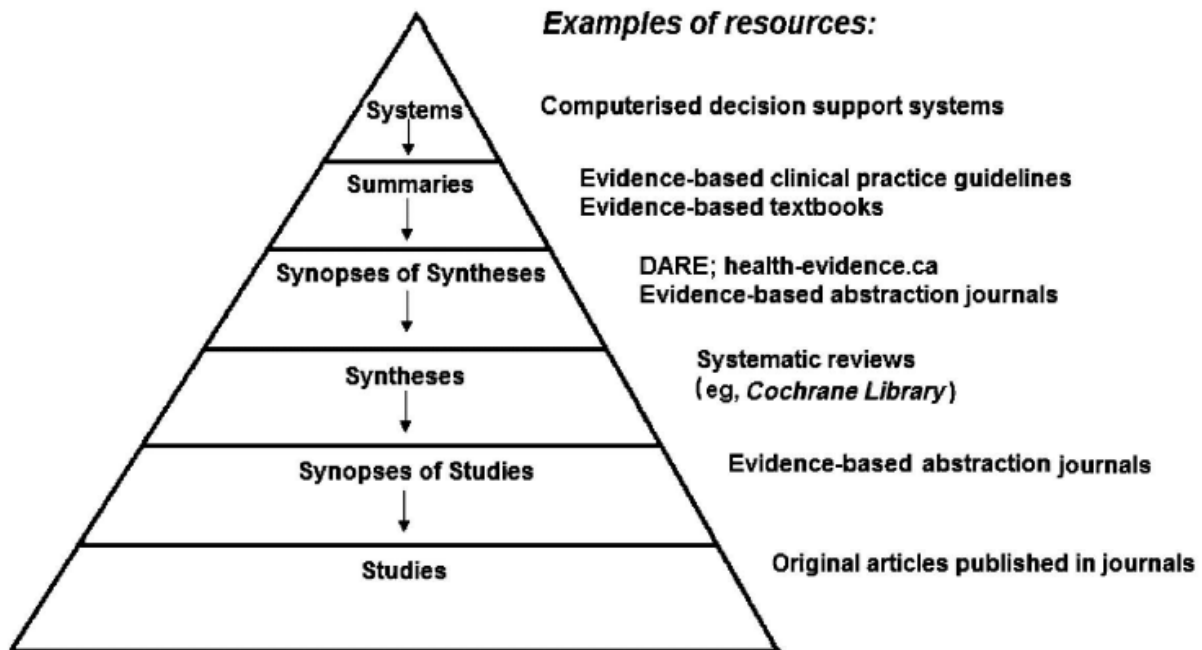 Examples of resources:
Systems
Computerised decision support systems
Summaries
Evidence-based clinical practice guidelines
Evidence-based textbooks
Synopses of Syntheses
DARE; health-evidence.ca
Evidence-based abstraction journals
Syntheses
Systematic reviews
(eg, Cochrane Library)
Synopses of Studies
Evidence-based abstraction journals
Studies
Original articles published in journals